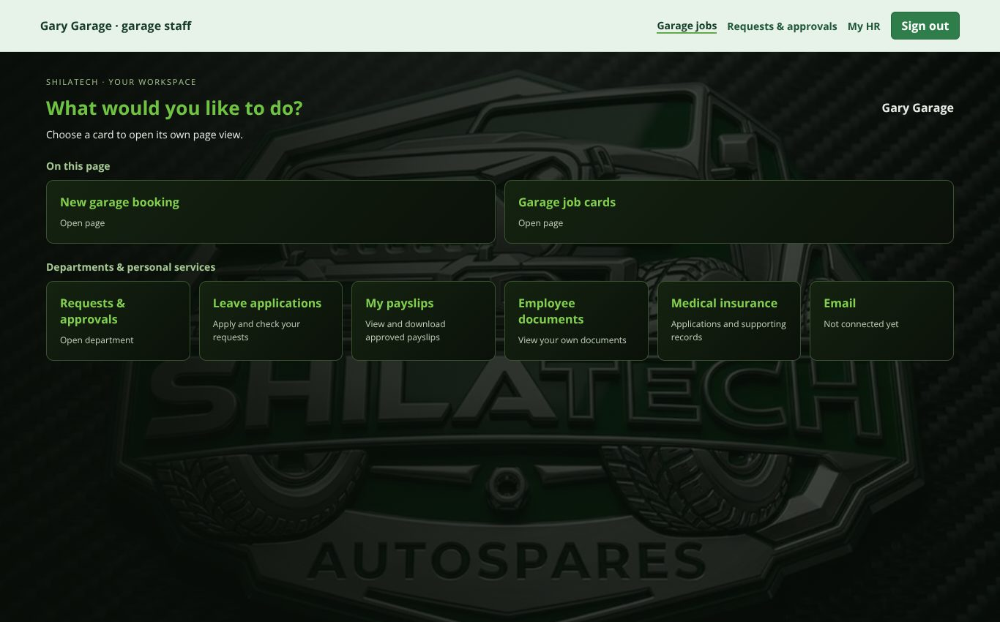 Gary Garage · garage staff
Garage jobs
Requests & approvals
My HR
Sign out
SHILATECH · YOUR WORKSPACE
What would you like to do?
Gary Garage
Choose a card to open its own page view.
On this page
New garage booking
Open page
Garage job cards
Open page
Departments & personal services
Requests &
approvals
Open department
Leave applications
Apply and check your
requests
My payslips
View and download
approved payslips
Employee
documents
View your own documents
Medical insurance
Applications and supporting
records
Email
Not connected yet
SHILATECH
AUTOSPARES